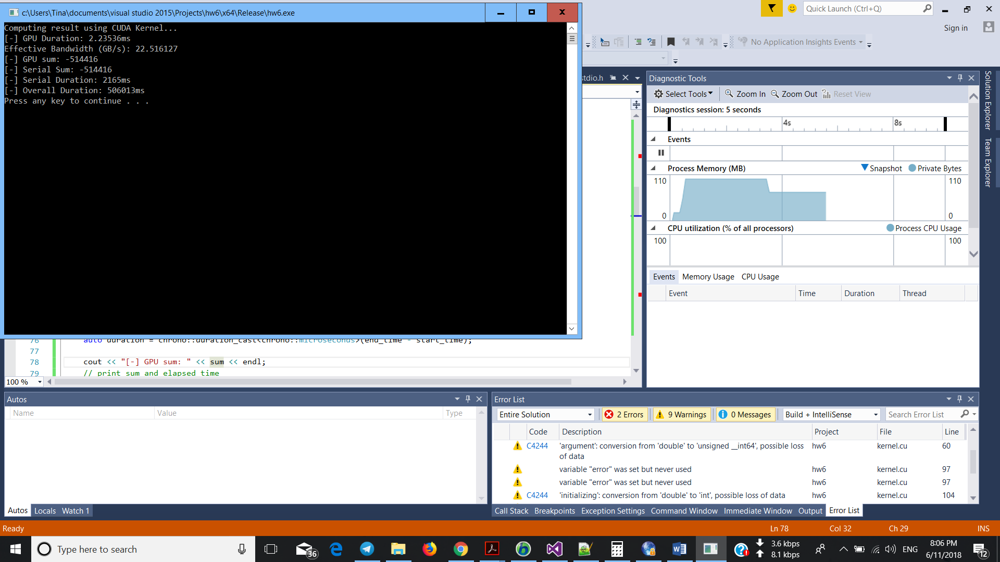 c:\Users\Tina\documents\visual studio 2015\Projects\hw6\x64\Release\hw6.exe
Computing result using CUDA Kernel...
[-] GPU Duration: 2.23536ms
Effective Bandwidth (GB/s): 22.516127
[-] GPU sum: -514416
[-] Serial Sum: -514416
[-] Serial Duration: 2165ms
[-] Overall Duration: 506013ms
Press any key to continue . . .
Quick Launch (Ctrl+Q)
Sign in
No Application Insights Events
stdio.h
Diagnostic Tools
Select Tools Zoom In Zoom Out Reset View
Diagnostics session: 5 seconds
4s 8s
Events
Process Memory (MB) Snapshot Private Bytes
110 110
0 0
CPU utilization (% of all processors) Process CPU Usage
100 100
Events Memory Usage CPU Usage
Event Time Duration Thread
Solution Explorer
Team Explorer
76 auto duration = chrono::duration_cast<chrono::microseconds>(end_time - start_time);
77
78 cout << "[-] GPU sum: " << sum << endl;
79 // print sum and elapsed time
100 %
Autos
Name Value Type
Autos Locals Watch 1
Error List
Entire Solution 2 Errors 9 Warnings 0 Messages Build + IntelliSense Search Error List
Code Description Project File Line
C4244 'argument': conversion from 'double' to 'unsigned __int64', possible loss of data hw6 kernel.cu 60
variable "error" was set but never used hw6 kernel.cu 97
variable "error" was set but never used hw6 kernel.cu 97
C4244 'initializing': conversion from 'double' to 'int', possible loss of data hw6 kernel.cu 104
Call Stack Breakpoints Exception Settings Command Window Immediate Window Output Error List
Ready Ln 78 Col 32 Ch 29 INS
Type here to search
36
3.6 kbps
8.1 kbps
ENG
8:06 PM
6/11/2018
12